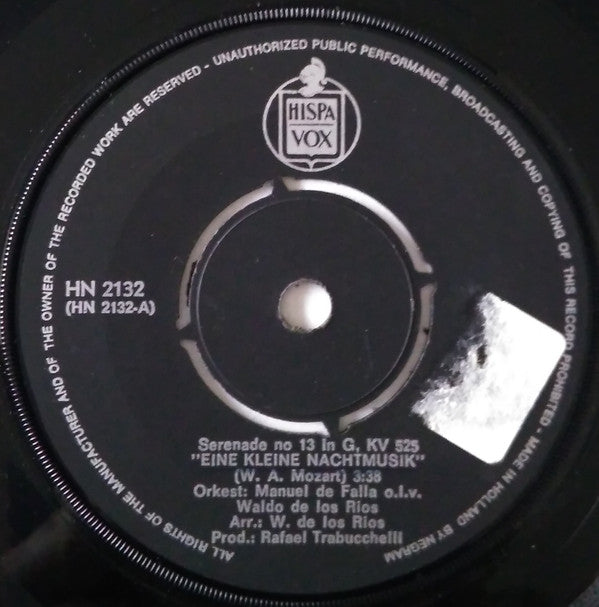 ALL RIGHTS OF THE MANUFACTURER AND OF THE OWNER OF THE RECORDED WORK ARE RESERVED - UNAUTHORIZED PUBLIC PERFORMANCE, BROADCASTING AND COPYING OF THIS RECORD PROHIBITED - MADE IN HOLLAND BY NEGRAM
HISPA
VOX
HN 2132
(HN 2132-A)
Serenade no 13 in G, KV 525
"EINE KLEINE NACHTMUSIK"
(W. A. Mozart) 3:38
Orkest: Manuel de Falla o.l.v.
Waldo de los Rios
Arr.: W. de los Rios
Prod.: Rafael Trabucchelli